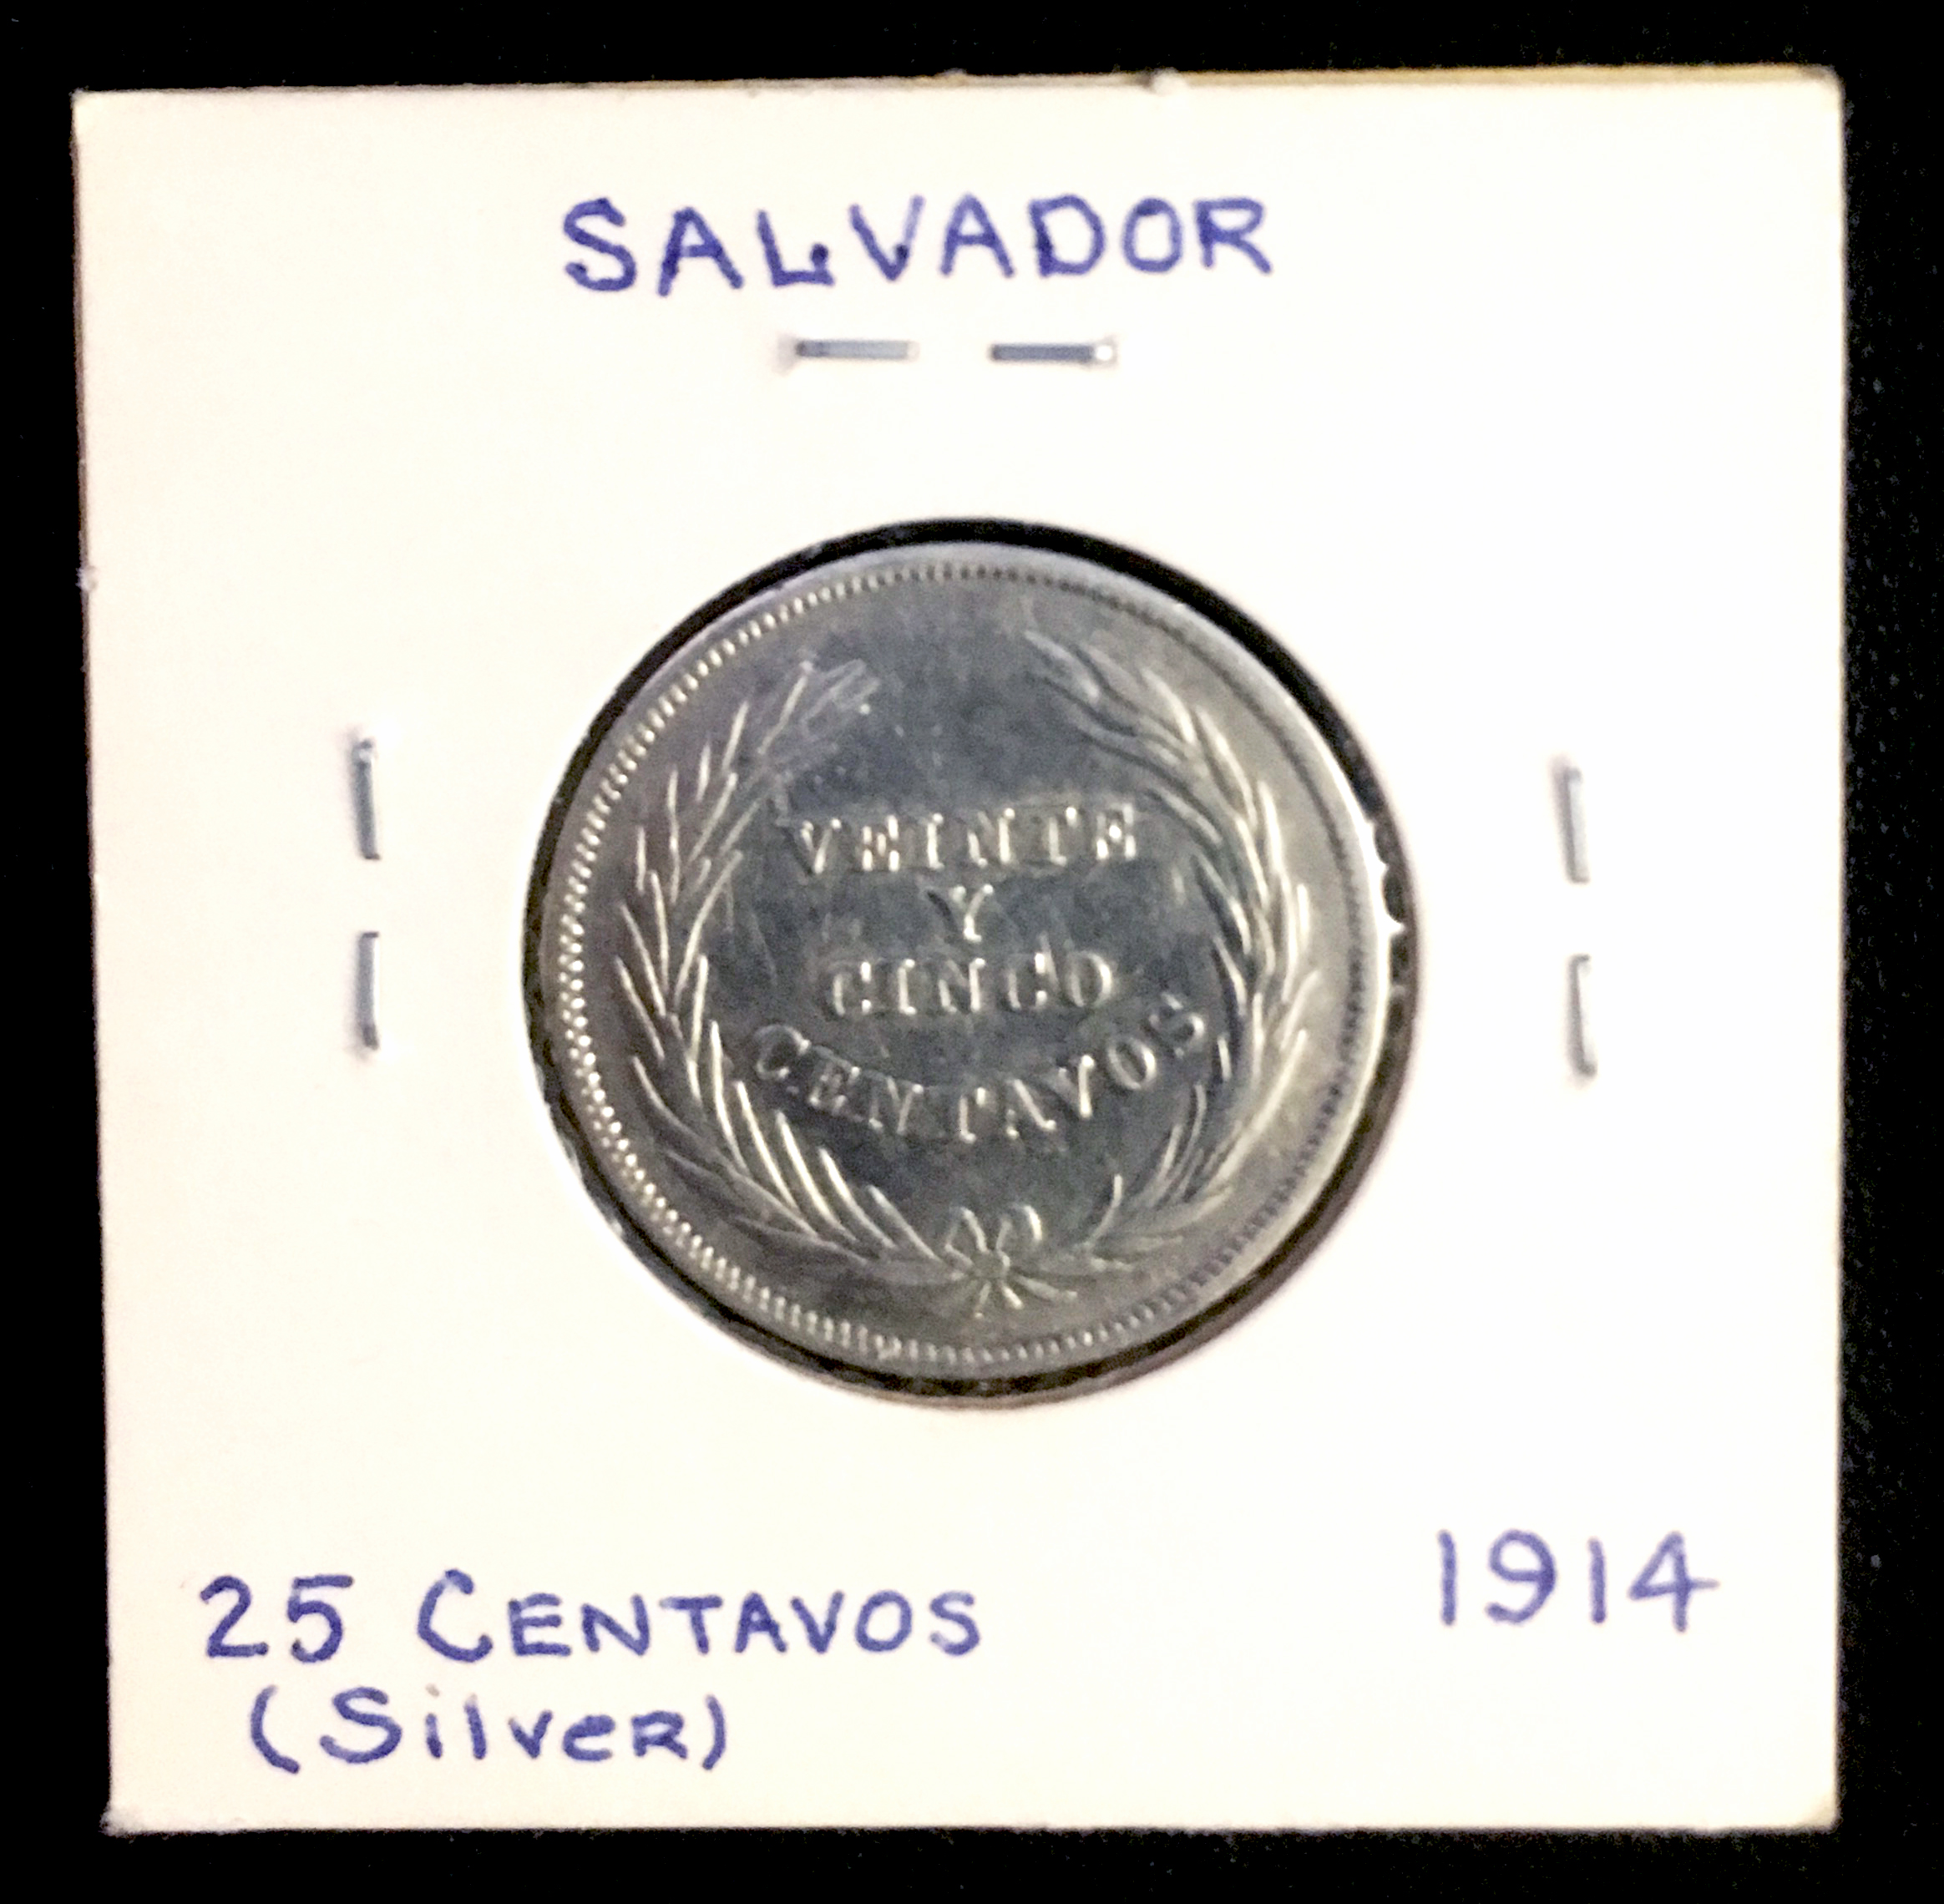 SALVADOR
VEINTE
Y
CINCO
CENTAVOS
25 CENTAVOS
1914
(SilveR)